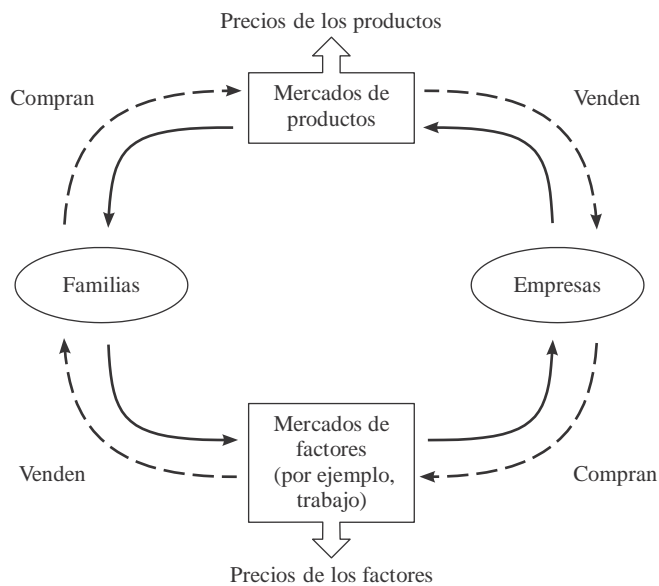 Precios de los productos
Compran
Mercados de
productos
Venden
Familias
Empresas
Mercados de
factores
(por ejemplo,
trabajo)
Venden
Compran
Precios de los factores